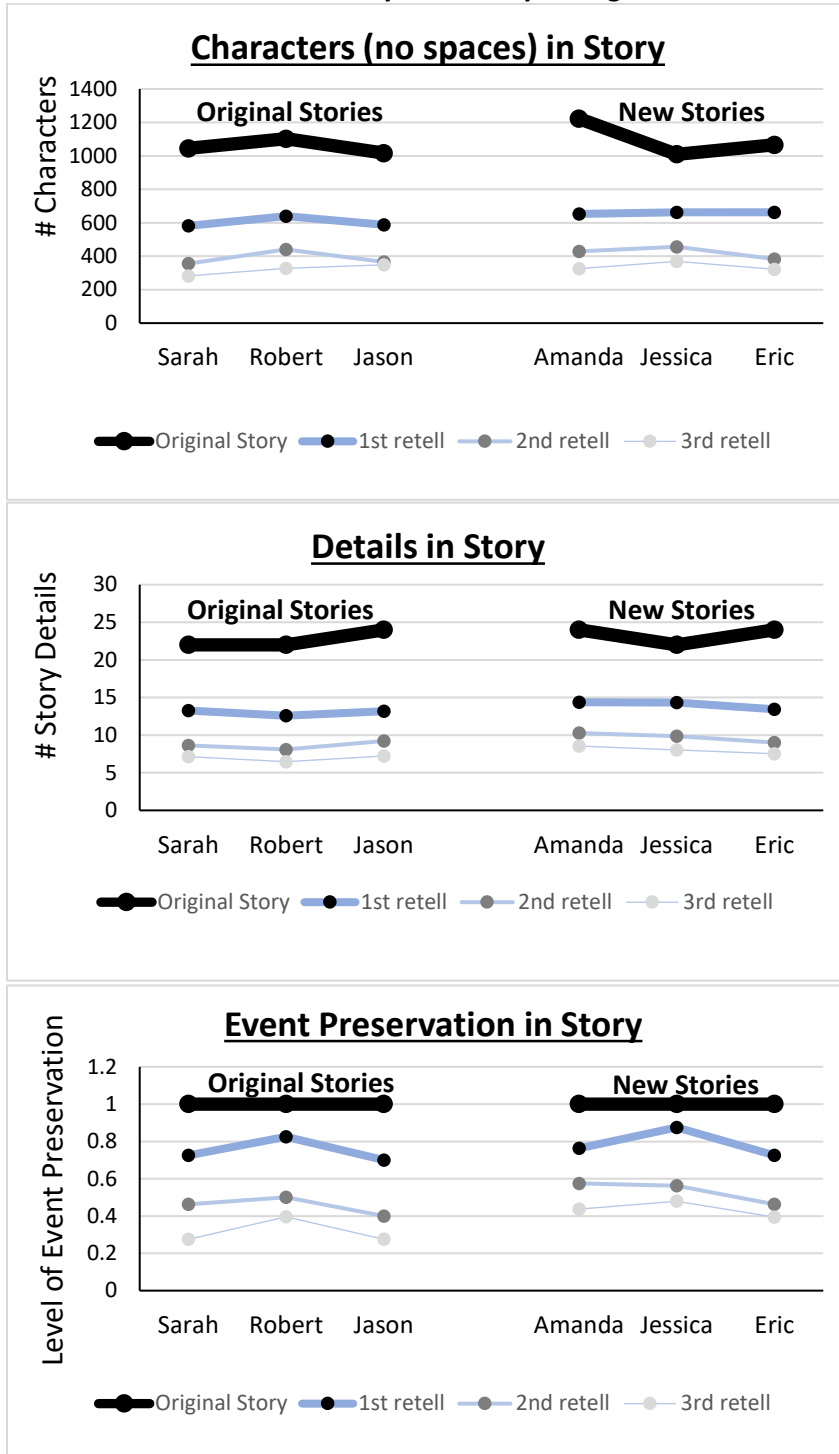 Characters (no spaces) in Story
# Characters
1400
1200
1000
800
600
400
200
0
Original Stories
New Stories
Sarah Robert Jason Amanda Jessica Eric
Original Story 1st retell 2nd retell 3rd retell
Details in Story
# Story Details
30
25
20
15
10
5
0
Original Stories
New Stories
Sarah Robert Jason Amanda Jessica Eric
Original Story 1st retell 2nd retell 3rd retell
Event Preservation in Story
Level of Event Preservation
1.2
1
0.8
0.6
0.4
0.2
0
Original Stories
New Stories
Sarah Robert Jason Amanda Jessica Eric
Original Story 1st retell 2nd retell 3rd retell